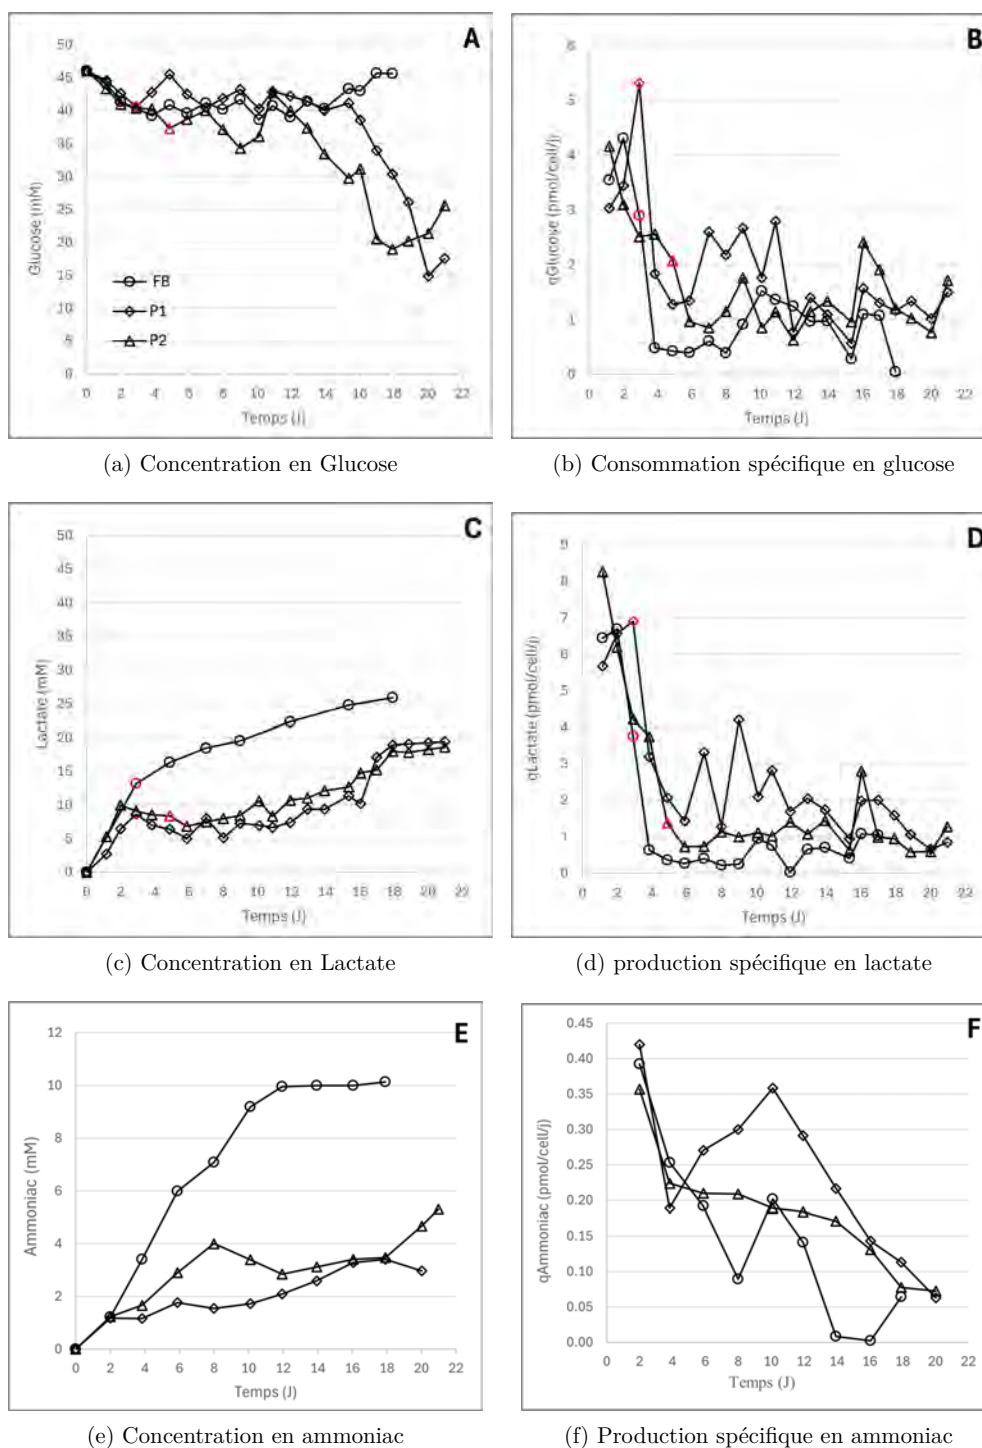 A
Glucose (mM)
50
45
40
35
30
25
20
15
10
5
0
FB
P1
P2
0 2 4 6 8 10 12 14 16 18 20 22
Temps (J)
(a) Concentration en Glucose
B
qGlucose (pmol/cell/j)
6
5
4
3
2
1
0
0 2 4 6 8 10 12 14 16 18 20 22
Temps (J)
(b) Consommation spécifique en glucose
C
Lactate (mM)
50
45
40
35
30
25
20
15
10
5
0
0 2 4 6 8 10 12 14 16 18 20 22
Temps (J)
(c) Concentration en Lactate
D
qLactate (pmol/cell/j)
9
8
7
6
5
4
3
2
1
0
0 2 4 6 8 10 12 14 16 18 20 22
Temps (J)
(d) production spécifique en lactate
E
Ammoniac (mM)
12
10
8
6
4
2
0
0 2 4 6 8 10 12 14 16 18 20 22
Temps (J)
(e) Concentration en ammoniac
F
qAmmoniac (pmol/cell/j)
0.45
0.40
0.35
0.30
0.25
0.20
0.15
0.10
0.05
0.00
0 2 4 6 8 10 12 14 16 18 20 22
Temps (J)
(f) Production spécifique en ammoniac